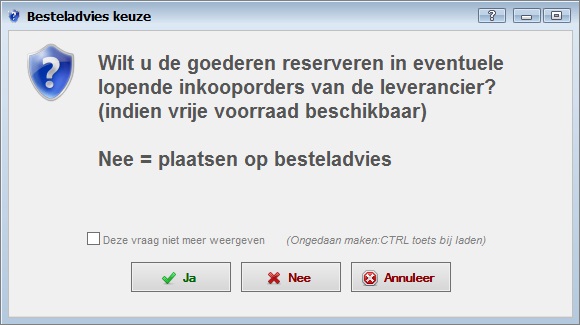 Besteladvies keuze
Wilt u de goederen reserveren in eventuele
lopende inkooporders van de leverancier?
(indien vrije voorraad beschikbaar)
Nee = plaatsen op besteladvies
Deze vraag niet meer weergeven (Ongedaan maken:CTRL toets bij laden)
Ja Nee Annuleer